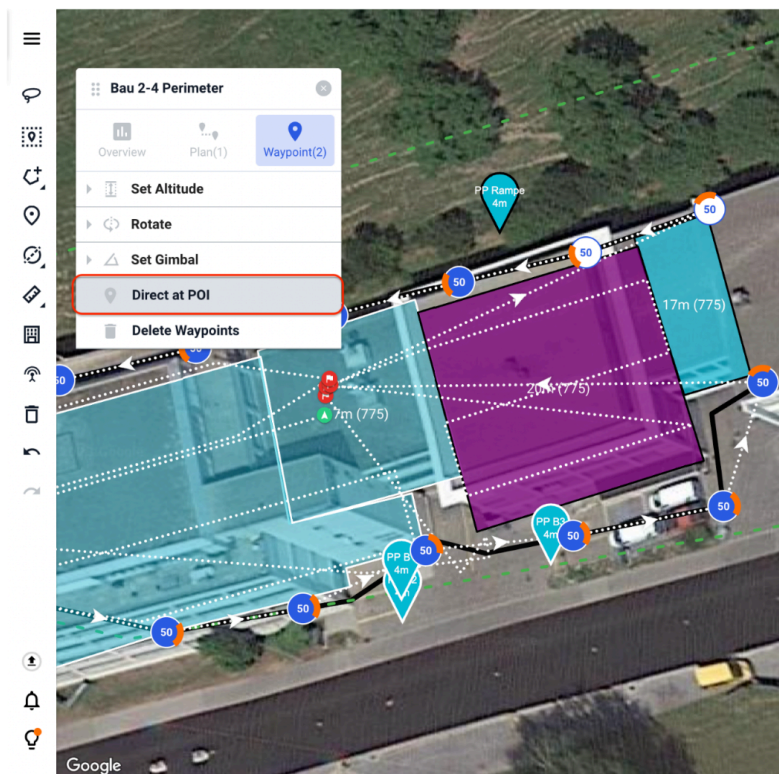 Bau 2-4 Perimeter
Overview
Plan(1)
Waypoint(2)
Set Altitude
Rotate
Set Gimbal
Direct at POI
Delete Waypoints
PP Rampe
4m
50
50
50
17m (775)
50
50
20m (775)
50
7m (775)
50
PP B3
4m
50
50
PP B
4m
50
50
Google